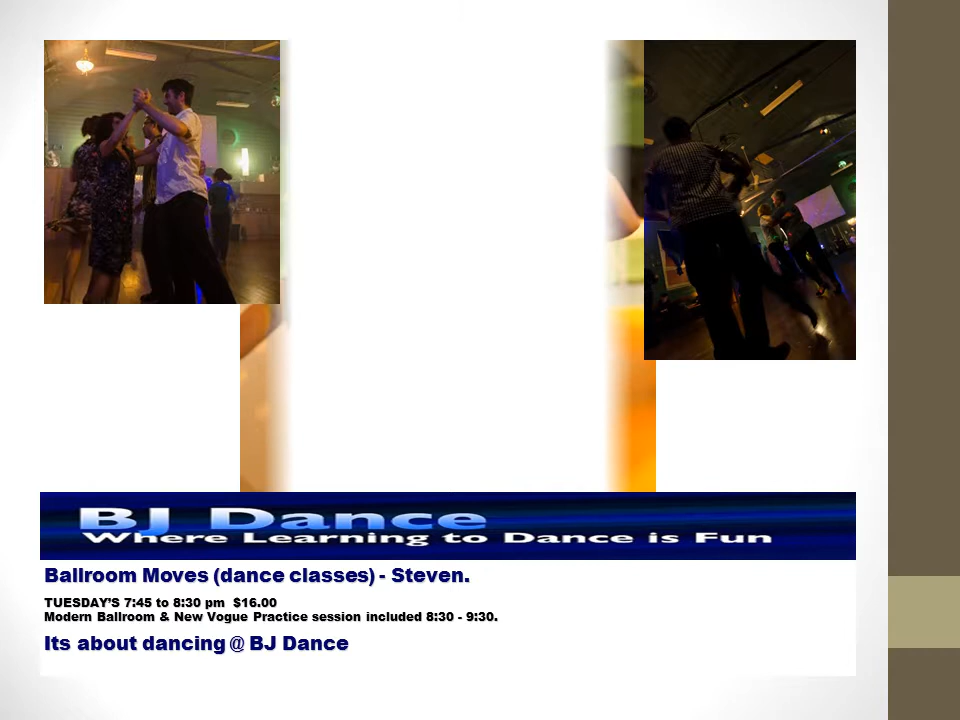 BJ Dance
Where Learning to Dance is Fun
Ballroom Moves (dance classes) - Steven.
TUESDAY'S 7:45 to 8:30 pm $16.00
Modern Ballroom & New Vogue Practice session included 8:30 - 9:30.
Its about dancing @ BJ Dance